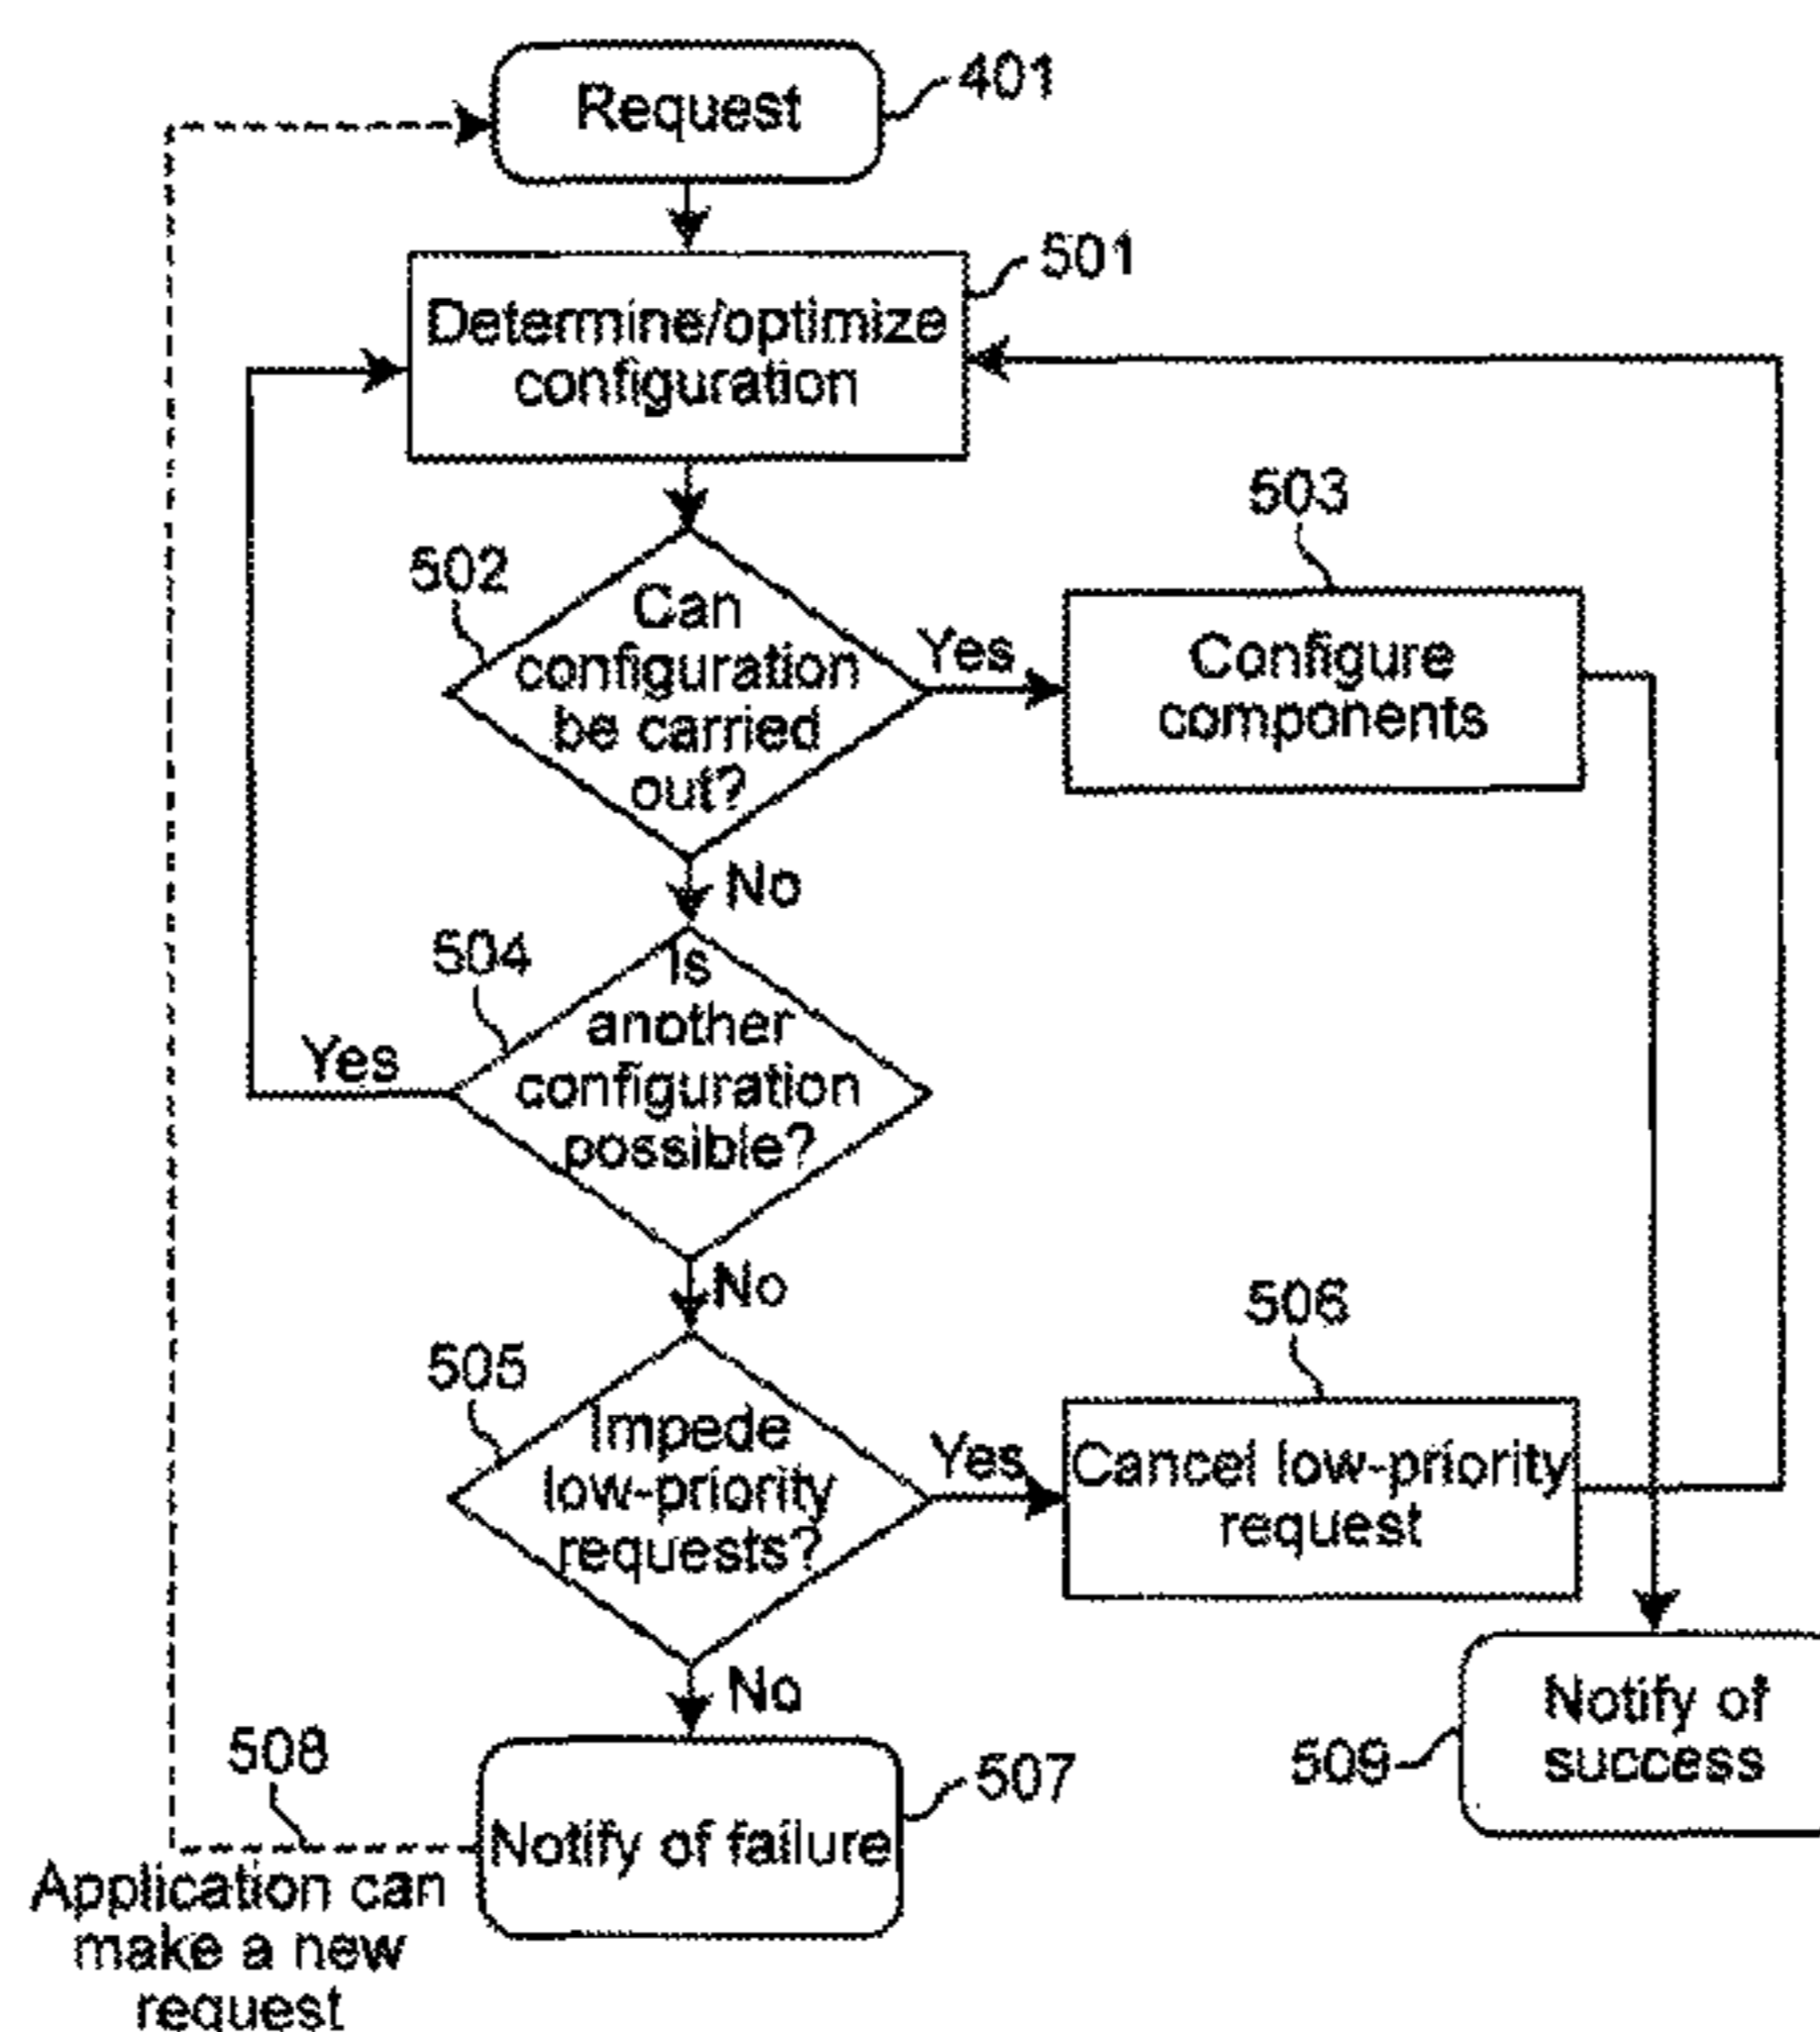 Request
401
501
Determine/optimize
configuration
503
502
Can
configuration
be carried
out?
Yes
Configure
components
No
504
Is
another
configuration
possible?
Yes
No
506
505
Impede
low-priority
requests?
Yes
Cancel low-priority
request
No
508
507
Notify of failure
509
Notify of
success
Application can
make a new
request